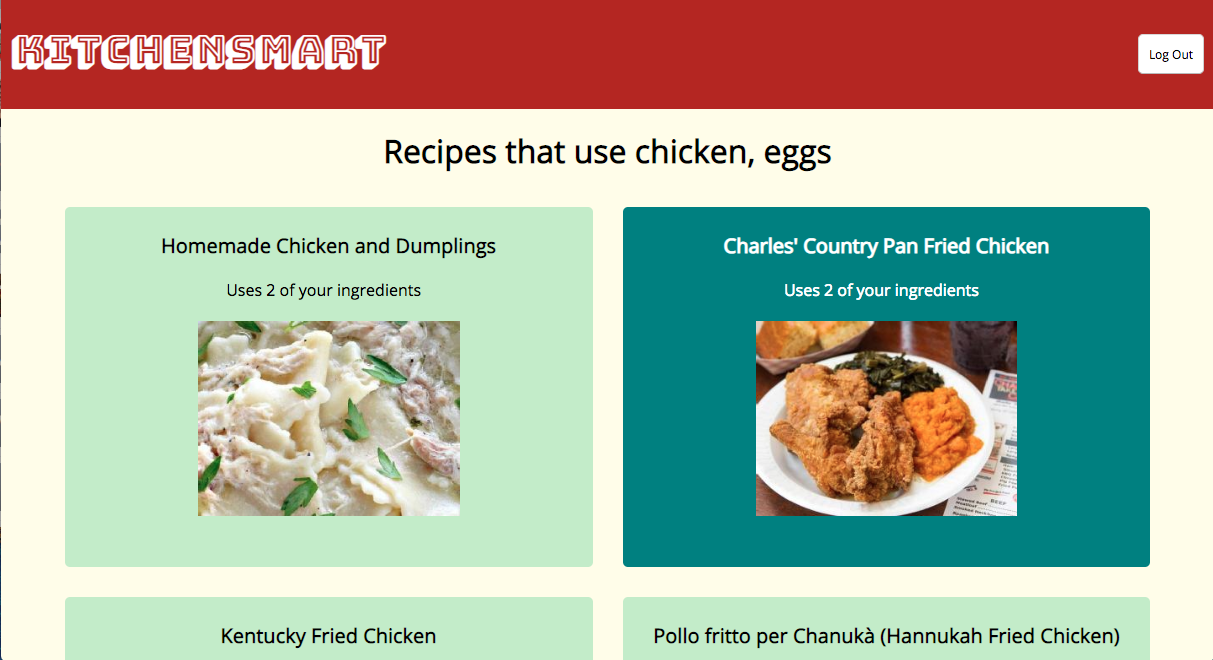 KITCHENSMART
Log Out
Recipes that use chicken, eggs
Homemade Chicken and Dumplings
Uses 2 of your ingredients
Charles' Country Pan Fried Chicken
Uses 2 of your ingredients
BEEF
Kentucky Fried Chicken
Pollo fritto per Chanukà (Hannukah Fried Chicken)